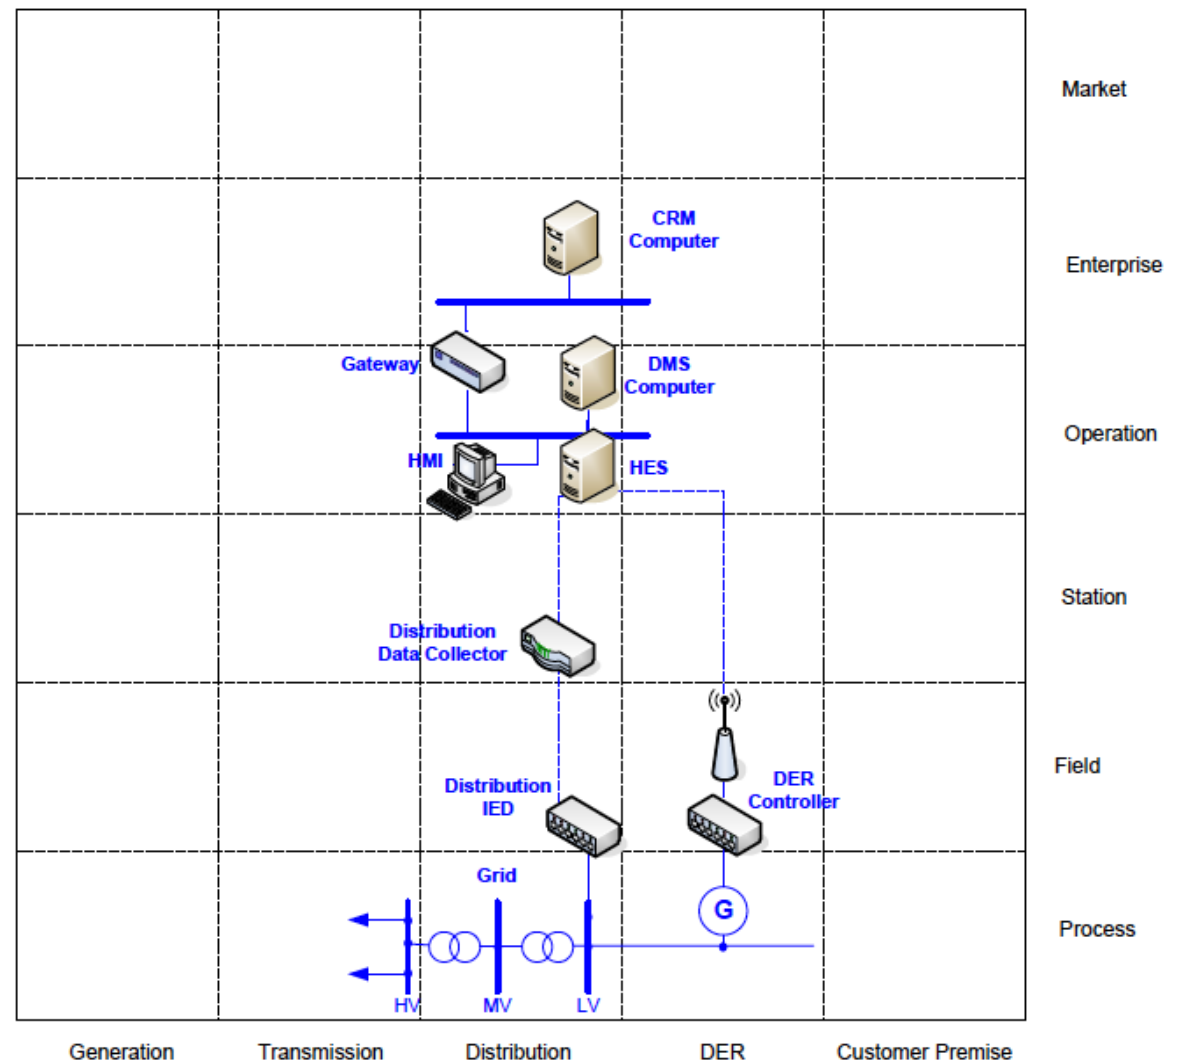 Market
CRM
Computer
Enterprise
Gateway
DMS
Computer
Operation
HMI
HES
Station
Distribution
Data Collector
Field
Distribution
IED
DER
Controller
Grid
G
Process
HV
MV
LV
Generation
Transmission
Distribution
DER
Customer Premise